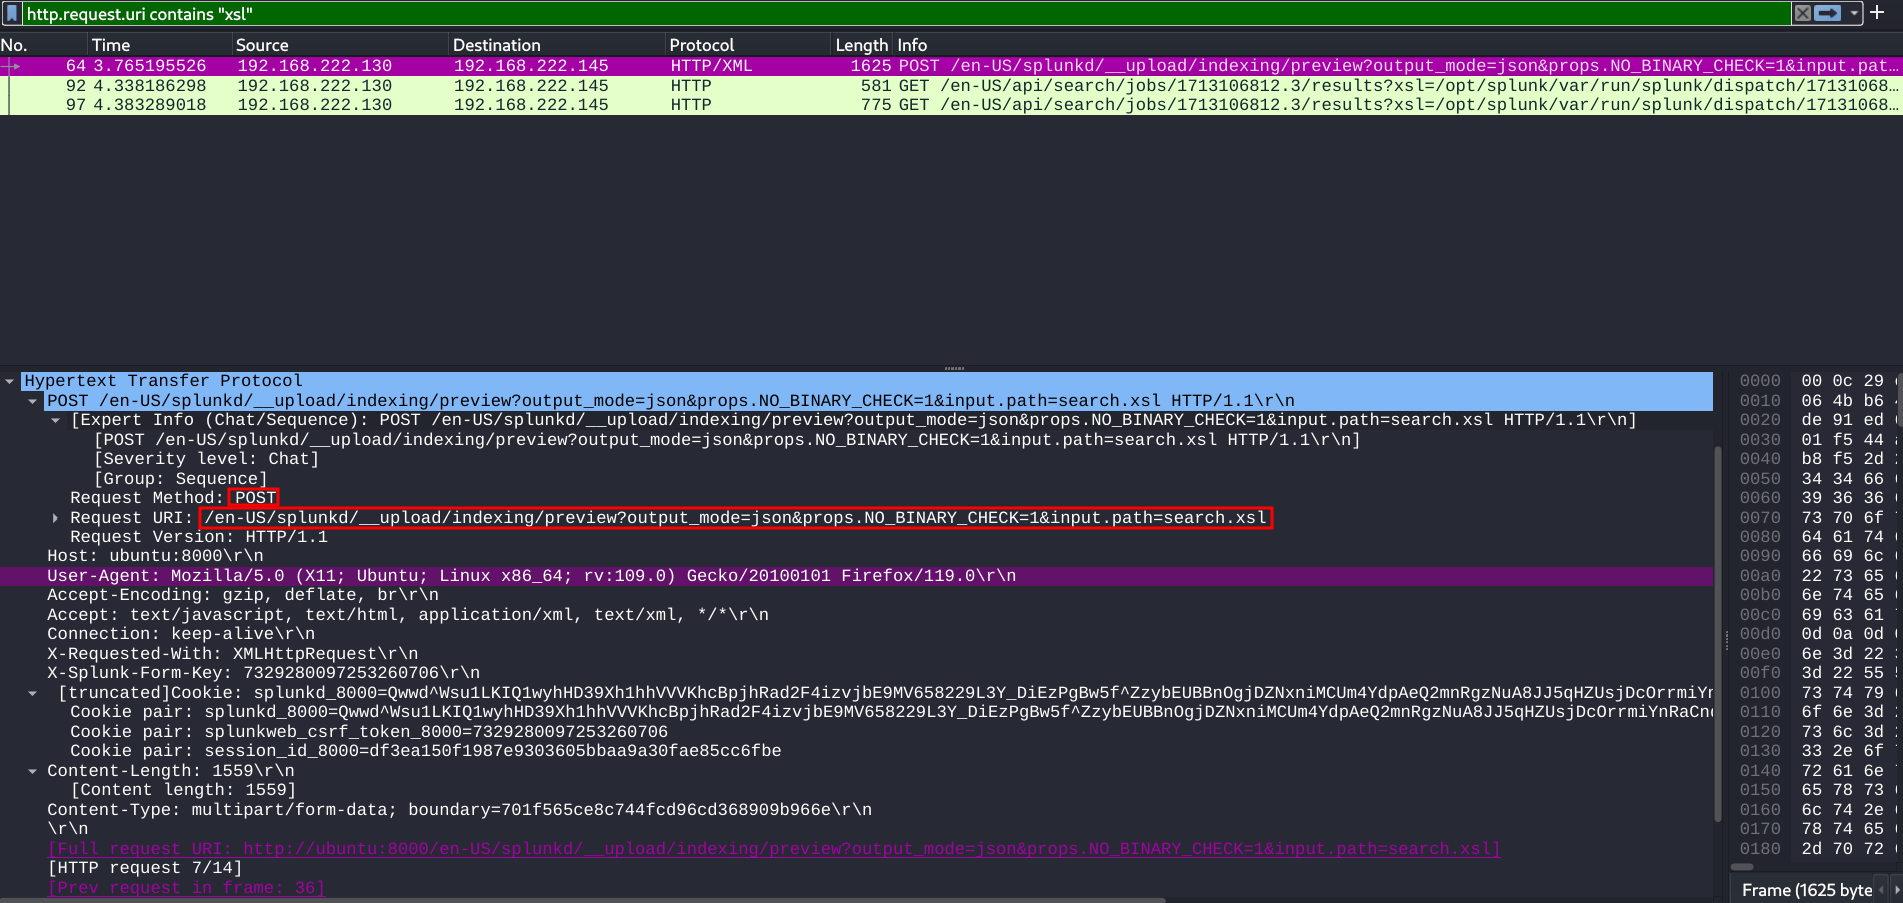 http.request.uri contains "xsl"
No. Time Source Destination Protocol Length Info
64 3.765195526 192.168.222.130 192.168.222.145 HTTP/XML 1625 POST /en-US/splunkd/__upload/indexing/preview?output_mode=json&props.NO_BINARY_CHECK=1&input.pat…
92 4.338186298 192.168.222.130 192.168.222.145 HTTP 581 GET /en-US/api/search/jobs/1713106812.3/results?xsl=/opt/splunk/var/run/splunk/dispatch/17131068…
97 4.383289018 192.168.222.130 192.168.222.145 HTTP 775 GET /en-US/api/search/jobs/1713106812.3/results?xsl=/opt/splunk/var/run/splunk/dispatch/17131068…
Hypertext Transfer Protocol
POST /en-US/splunkd/__upload/indexing/preview?output_mode=json&props.NO_BINARY_CHECK=1&input.path=search.xsl HTTP/1.1\r\n
[Expert Info (Chat/Sequence): POST /en-US/splunkd/__upload/indexing/preview?output_mode=json&props.NO_BINARY_CHECK=1&input.path=search.xsl HTTP/1.1\r\n]
[POST /en-US/splunkd/__upload/indexing/preview?output_mode=json&props.NO_BINARY_CHECK=1&input.path=search.xsl HTTP/1.1\r\n]
[Severity level: Chat]
[Group: Sequence]
Request Method: POST
Request URI: /en-US/splunkd/__upload/indexing/preview?output_mode=json&props.NO_BINARY_CHECK=1&input.path=search.xsl
Request Version: HTTP/1.1
Host: ubuntu:8000\r\n
User-Agent: Mozilla/5.0 (X11; Ubuntu; Linux x86_64; rv:109.0) Gecko/20100101 Firefox/119.0\r\n
Accept-Encoding: gzip, deflate, br\r\n
Accept: text/javascript, text/html, application/xml, text/xml, */*\r\n
Connection: keep-alive\r\n
X-Requested-With: XMLHttpRequest\r\n
X-Splunk-Form-Key: 7329280097253260706\r\n
[truncated]Cookie: splunkd_8000=Qwwd^Wsu1LKIQ1wyhHD39Xh1hhVVVKhcBpjhRad2F4izvjbE9MV658229L3Y_DiEzPgBw5f^ZzybEUBBnOgjDZNxniMCUm4YdpAeQ2mnRgzNuA8JJ5qHZUsjDcOrrmiYn
Cookie pair: splunkd_8000=Qwwd^Wsu1LKIQ1wyhHD39Xh1hhVVVKhcBpjhRad2F4izvjbE9MV658229L3Y_DiEzPgBw5f^ZzybEUBBnOgjDZNxniMCUm4YdpAeQ2mnRgzNuA8JJ5qHZUsjDcOrrmiYnRaCn
Cookie pair: splunkweb_csrf_token_8000=7329280097253260706
Cookie pair: session_id_8000=df3ea150f1987e9303605bbaa9a30fae85cc6fbe
Content-Length: 1559\r\n
[Content length: 1559]
Content-Type: multipart/form-data; boundary=701f565ce8c744fcd96cd368909b966e\r\n
\r\n
[Full request URI: http://ubuntu:8000/en-US/splunkd/__upload/indexing/preview?output_mode=json&props.NO_BINARY_CHECK=1&input.path=search.xsl]
[HTTP request 7/14]
[Prev request in frame: 36]
0000 00 0c 29
0010 06 4b b6
0020 de 91 ed
0030 01 f5 44
0040 b8 f5 2d
0050 34 34 66
0060 39 36 36
0070 73 70 6f
0080 64 61 74
0090 66 69 6c
00a0 22 73 65
00b0 6e 74 65
00c0 69 63 61
00d0 0d 0a 0d
00e0 6e 3d 22
00f0 3d 22 55
0100 73 74 79
0110 6f 6e 3d
0120 73 6c 3d
0130 33 2e 6f
0140 72 61 6e
0150 65 78 73
0160 6c 74 2e
0170 78 74 65
0180 2d 70 72
Frame (1625 byte